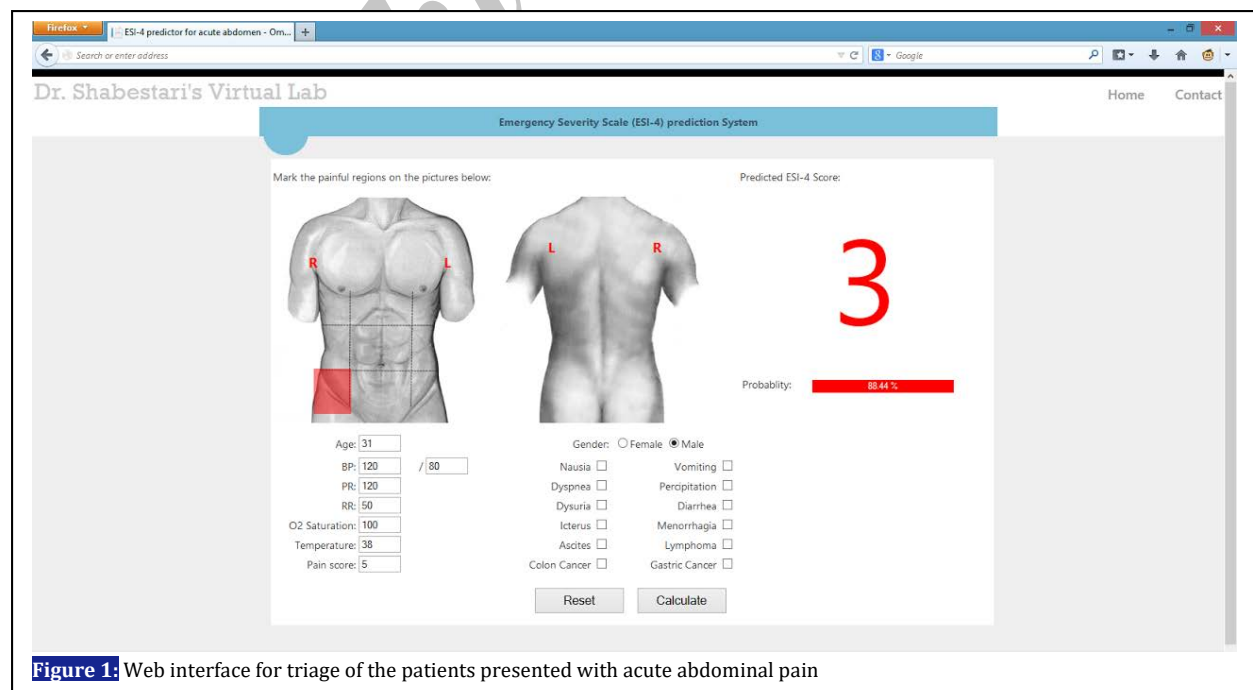 Firefox
ESI-4 predictor for acute abdomen - Om... +
Search or enter address
Google
Dr. Shabestari's Virtual Lab
Home Contact
Emergency Severity Scale (ESI-4) prediction System
Mark the painful regions on the pictures below:
Predicted ESI-4 Score:
R L
L R
3
Probablity: 88.44 %
Age: 31
Gender: Female Male
BP: 120 / 80
Nausia Vomiting
PR: 120
Dyspnea Percipitation
RR: 50
Dysuria Diarrhea
O2 Saturation: 100
Icterus Menorrhagia
Temperature: 38
Ascites Lymphoma
Pain score: 5
Colon Cancer Gastric Cancer
Reset Calculate
Figure 1: Web interface for triage of the patients presented with acute abdominal pain